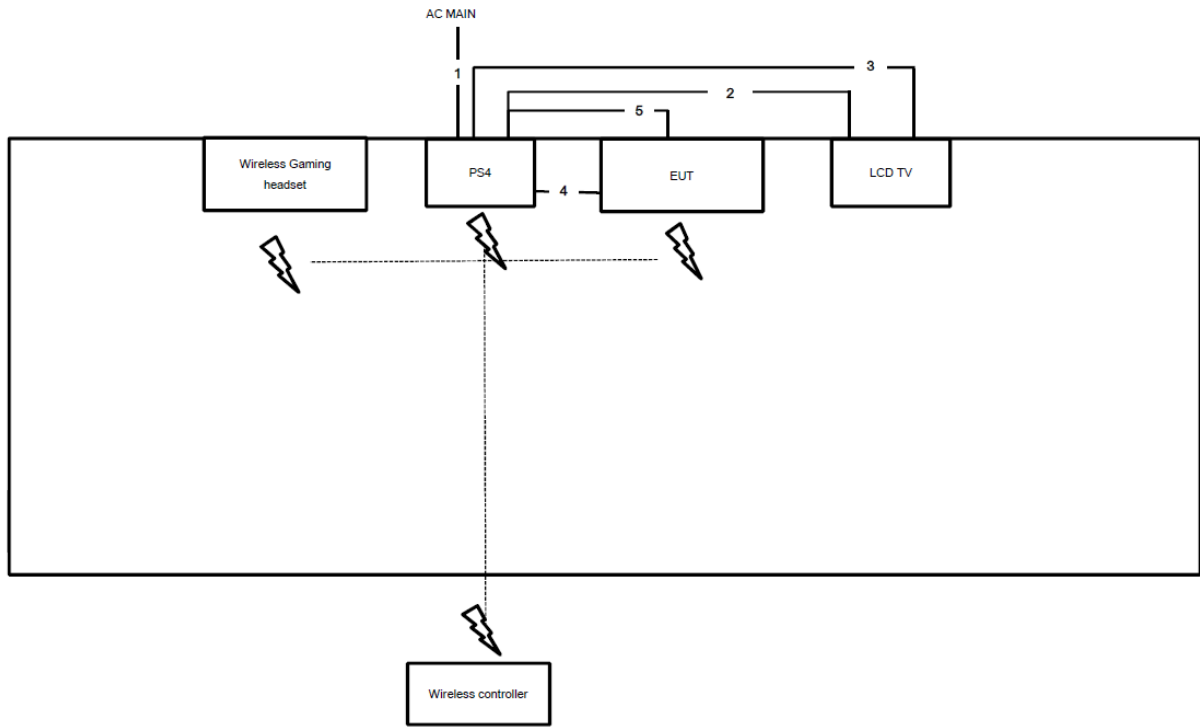 AC MAIN
1
3
2
5
Wireless Gaming
headset
PS4
EUT
LCD TV
4
Wireless controller